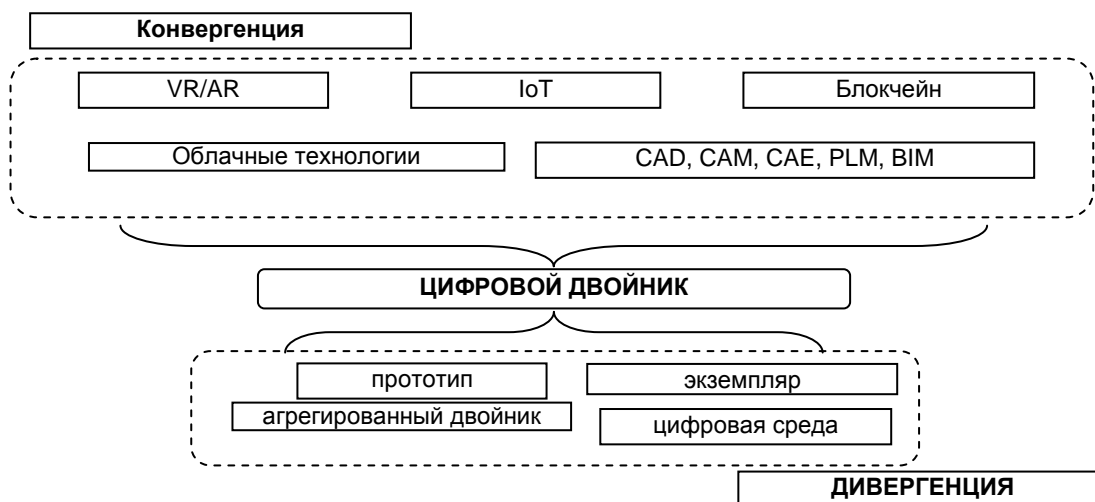 Конвергенция
VR/AR
IoT
Блокчейн
Облачные технологии
CAD, CAM, CAE, PLM, BIM
ЦИФРОВОЙ ДВОЙНИК
прототип
экземпляр
агрегированный двойник
цифровая среда
ДИВЕРГЕНЦИЯ